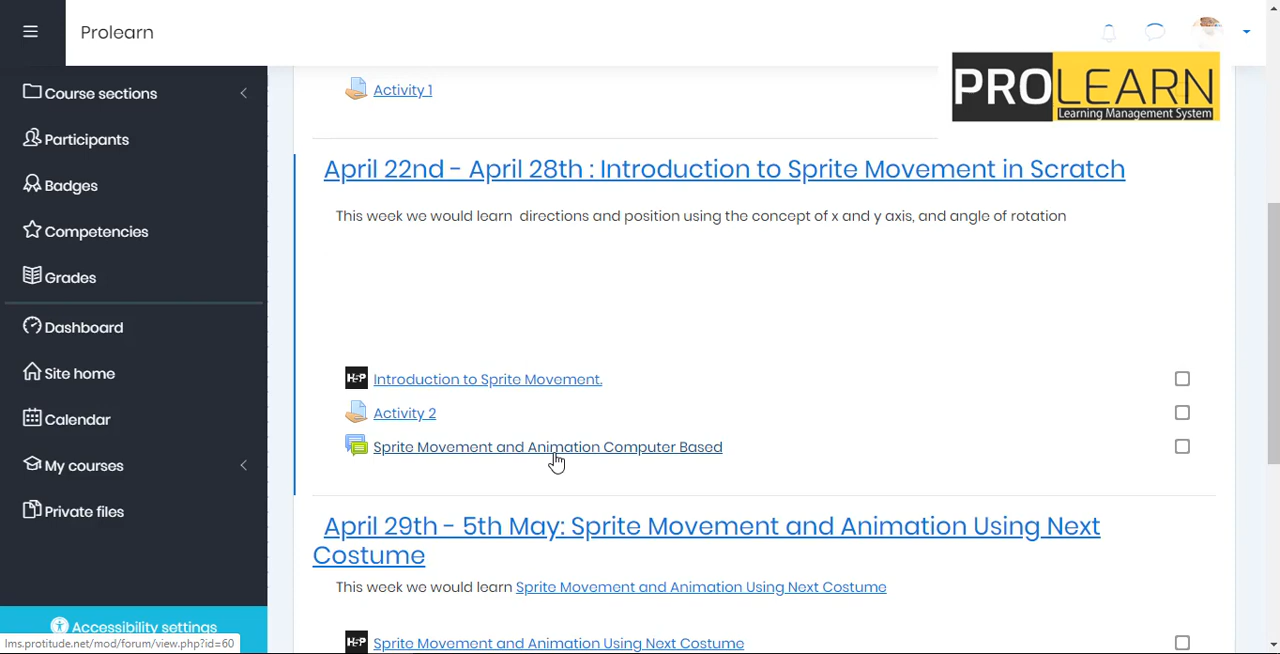 Prolearn
PROLEARN
Learning Management System
Course sections
Participants
Badges
Competencies
Grades
Dashboard
Site home
Calendar
My courses
Private files
Accessibility settings
lms.protitude.net/mod/forum/view.php?id=60
Activity 1
April 22nd - April 28th : Introduction to Sprite Movement in Scratch
This week we would learn directions and position using the concept of x and y axis, and angle of rotation
H-P Introduction to Sprite Movement.
Activity 2
Sprite Movement and Animation Computer Based
April 29th - 5th May: Sprite Movement and Animation Using Next
Costume
This week we would learn Sprite Movement and Animation Using Next Costume
H-P Sprite Movement and Animation Using Next Costume